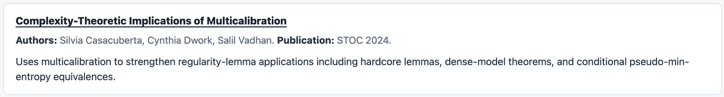 Complexity-Theoretic Implications of Multicalibration
Authors: Silvia Casacuberta, Cynthia Dwork, Salil Vadhan. Publication: STOC 2024.
Uses multicalibration to strengthen regularity-lemma applications including hardcore lemmas, dense-model theorems, and conditional pseudo-min-
entropy equivalences.